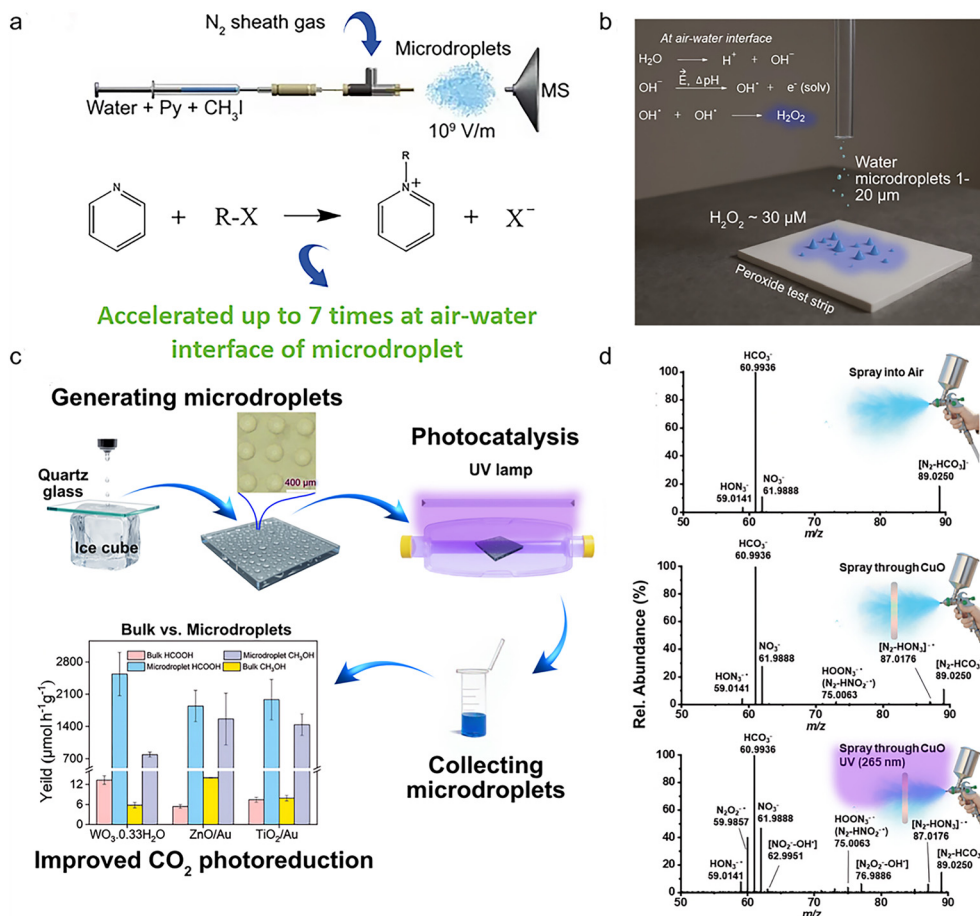 a
N₂ sheath gas
Microdroplets
Water + Py + CH₃I
10⁹ V/m
MS
N
+
R-X
R
N+
+
X⁻
Accelerated up to 7 times at air-water
interface of microdroplet
b
At air-water interface
H₂O → H⁺ + OH⁻
OH⁻ E⃗, ΔpH → OH• + e⁻ (solv)
OH• + OH• → H₂O₂
Water
microdroplets 1-
20 μm
H₂O₂ ~ 30 μM
Peroxide test strip
c
Generating microdroplets
Quartz
glass
Ice cube
400 μm
Photocatalysis
UV lamp
Collecting
microdroplets
Bulk vs. Microdroplets
Bulk HCOOH
Microdroplet CH₃OH
Microdroplet HCOOH
Bulk CH₃OH
Yeild (μmol h⁻¹g⁻¹)
2800
2100
1400
700
12
6
0
WO₃.0.33H₂O
ZnO/Au
TiO₂/Au
Improved CO₂ photoreduction
d
Rel. Abundance (%)
HCO₃⁻
60.9936
Spray into Air
100
80
60
40
20
0
HON₃⁻•
59.0141
NO₃⁻
61.9888
[N₂-HCO₃]⁻
89.0250
50 60 70 80 90
m/z
HCO₃⁻
60.9936
Spray through CuO
100
80
60
40
20
0
HON₃⁻•
59.0141
NO₃⁻
61.9888
HOON₃⁻•
(N₂-HNO₂⁻•)
75.0063
[N₂-HON₃]⁻•
87.0176
[N₂-HCO₃
89.0250
50 60 70 80 90
m/z
HCO₃⁻
60.9936
Spray through CuO
UV (265 nm)
100
80
60
40
20
0
N₂O₂⁻•
59.9857
NO₃⁻
61.9888
HON₃⁻•
59.0141
[NO₂⁻-OH•]
62.9951
HOON₃⁻•
(N₂-HNO₂⁻•)
75.0063
[N₂O₂⁻-OH•]
76.9886
[N₂-HON₃]⁻•
87.0176
[N₂-HCO₃
89.0250
50 60 70 80 90
m/z